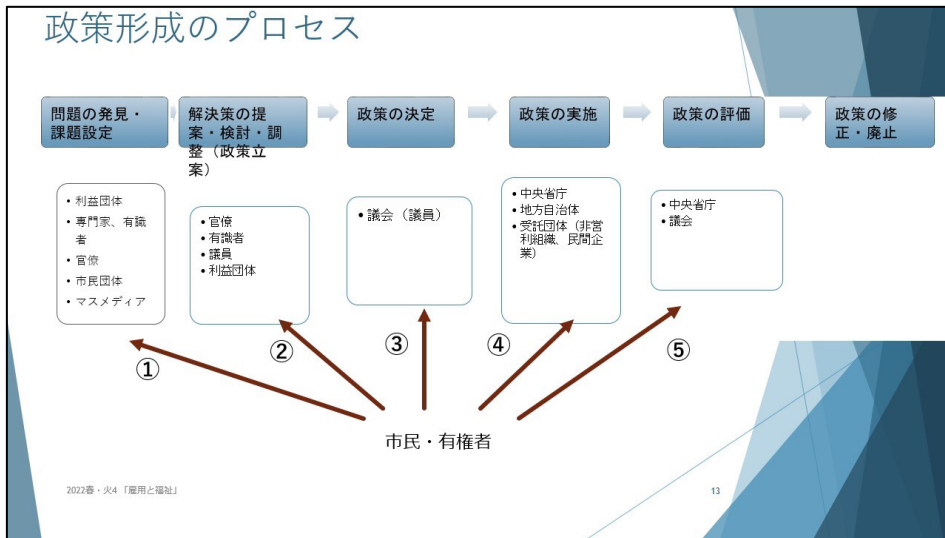 政策形成のプロセス
問題の発見・
課題設定
解決策の提
案・検討・調
整（政策立
案）
政策の決定
政策の実施
政策の評価
政策の修
正・廃止
• 利益団体
• 専門家、有識
者
• 官僚
• 市民団体
• マスメディア
• 官僚
• 有識者
• 議員
• 利益団体
• 議会（議員）
• 中央省庁
• 地方自治体
• 受託団体（非営
利組織、民間企
業）
• 中央省庁
• 議会
①
②
③
④
⑤
市民・有権者
2022春・火4 「雇用と福祉」
13